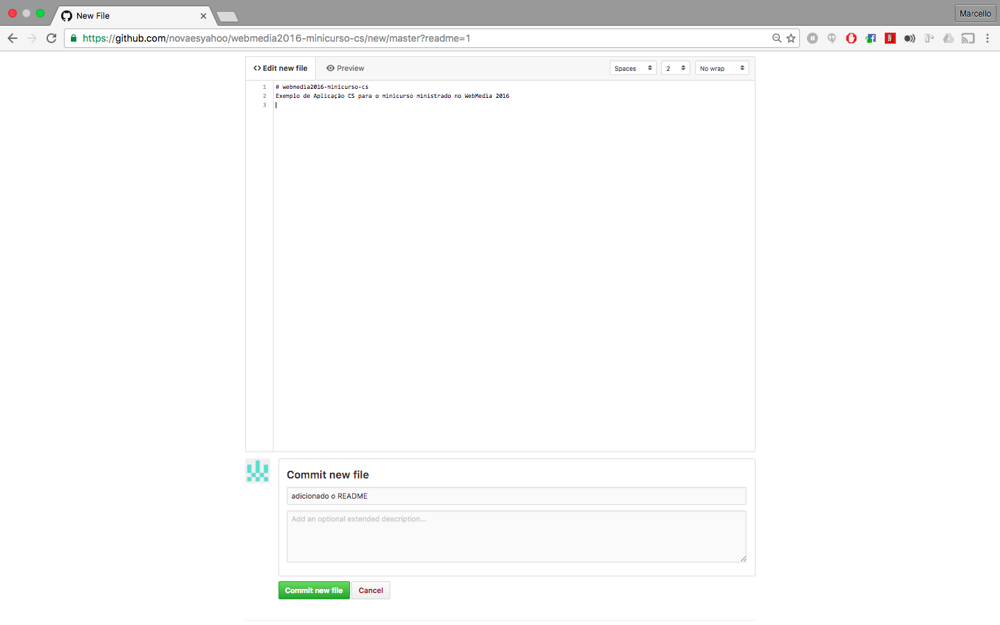 New File
Marcello
https://github.com/novaesyahoo/webmedia2016-minicurso-cs/new/master?readme=1
<> Edit new file
Preview
Spaces
2
No wrap
1 # webmedia2016-minicurso-cs
2 Exemplo de Aplicação CS para o minicurso ministrado no WebMedia 2016
3
Commit new file
adicionado o README
Add an optional extended description...
Commit new file
Cancel